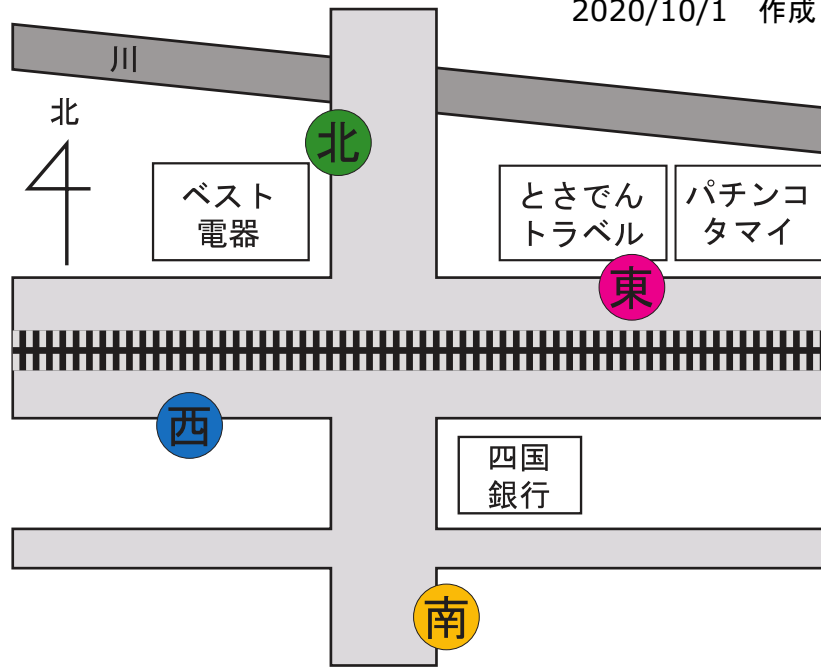 2020/10/1　作成
川
北
北
ベスト
電器
とさでん
トラベル
パチンコ
タマイ
東
西
四国
銀行
南